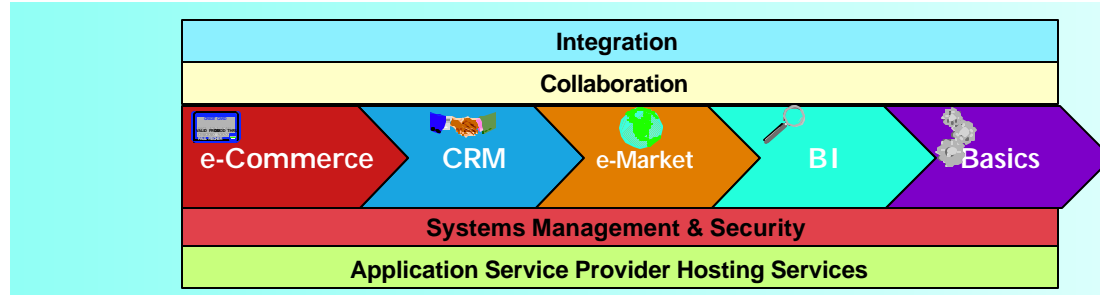 Integration
Collaboration
e-Commerce
CRM
e-Market
BI
Basics
Systems Management & Security
Application Service Provider Hosting Services